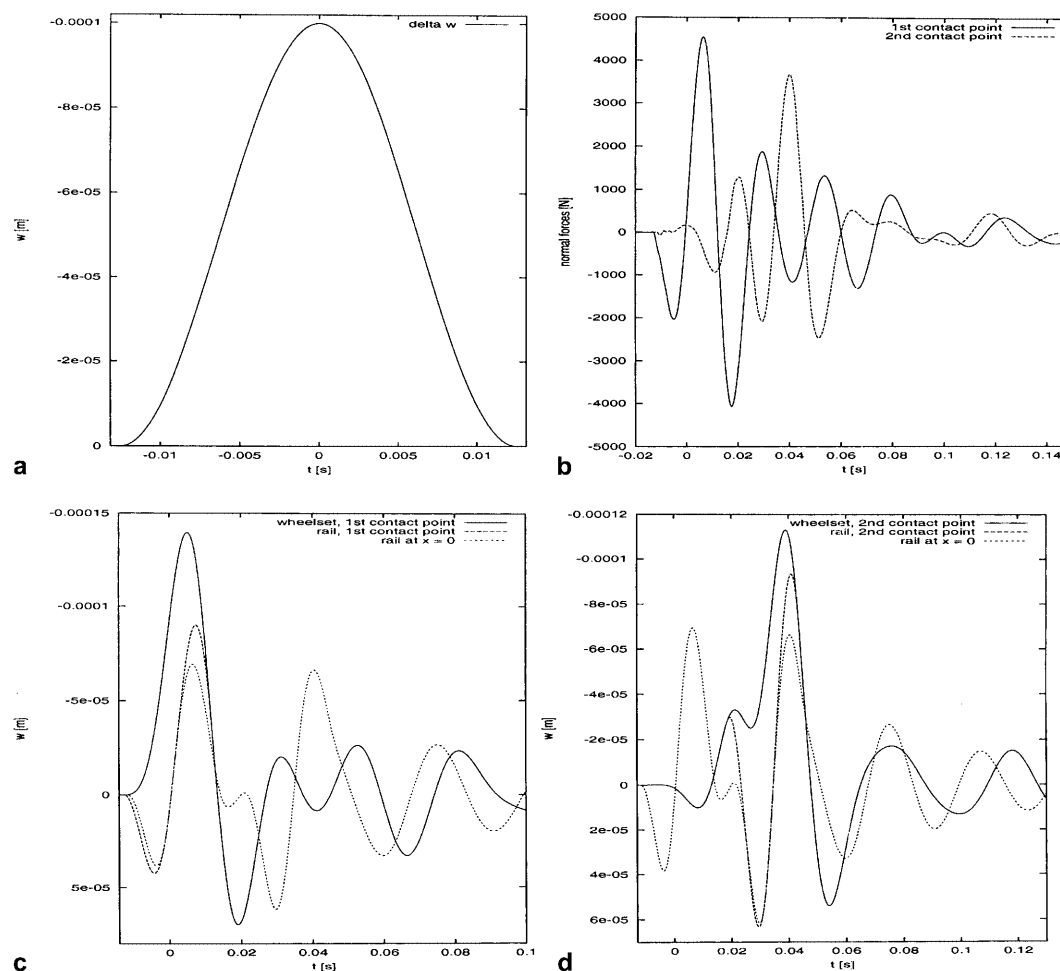 -0.0001
-8e-05
-6e-05
-4e-05
-2e-05
0
w [m]
delta w
-0.01
-0.005
0
0.005
0.01
t [s]
a
5000
4000
3000
2000
1000
0
-1000
-2000
-3000
-4000
-5000
normal forces [N]
1st contact point
2nd contact point
-0.02
0
0.02
0.04
0.06
0.08
0.1
0.12
0.14
t [s]
b
-0.00015
-0.0001
-5e-05
0
5e-05
w [m]
wheelset, 1st contact point
rail, 1st contact point
rail at x = 0
0
0.02
0.04
0.06
0.08
0.1
t [s]
c
-0.00012
-0.0001
-8e-05
-6e-05
-4e-05
-2e-05
0
2e-05
4e-05
6e-05
w [m]
wheelset, 2nd contact point
rail, 2nd contact point
rail at x = 0
0
0.02
0.04
0.06
0.08
0.1
0.12
t [s]
d